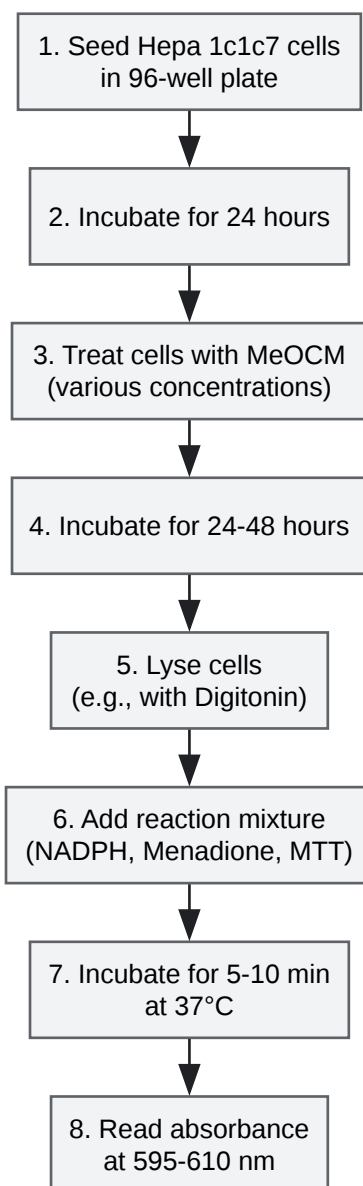 1. Seed Hepa 1c1c7 cells
in 96-well plate
2. Incubate for 24 hours
3. Treat cells with MeOCM
(various concentrations)
4. Incubate for 24-48 hours
5. Lyse cells
(e.g., with Digitonin)
6. Add reaction mixture
(NADPH, Menadione, MTT)
7. Incubate for 5-10 min
at 37°C
8. Read absorbance
at 595-610 nm